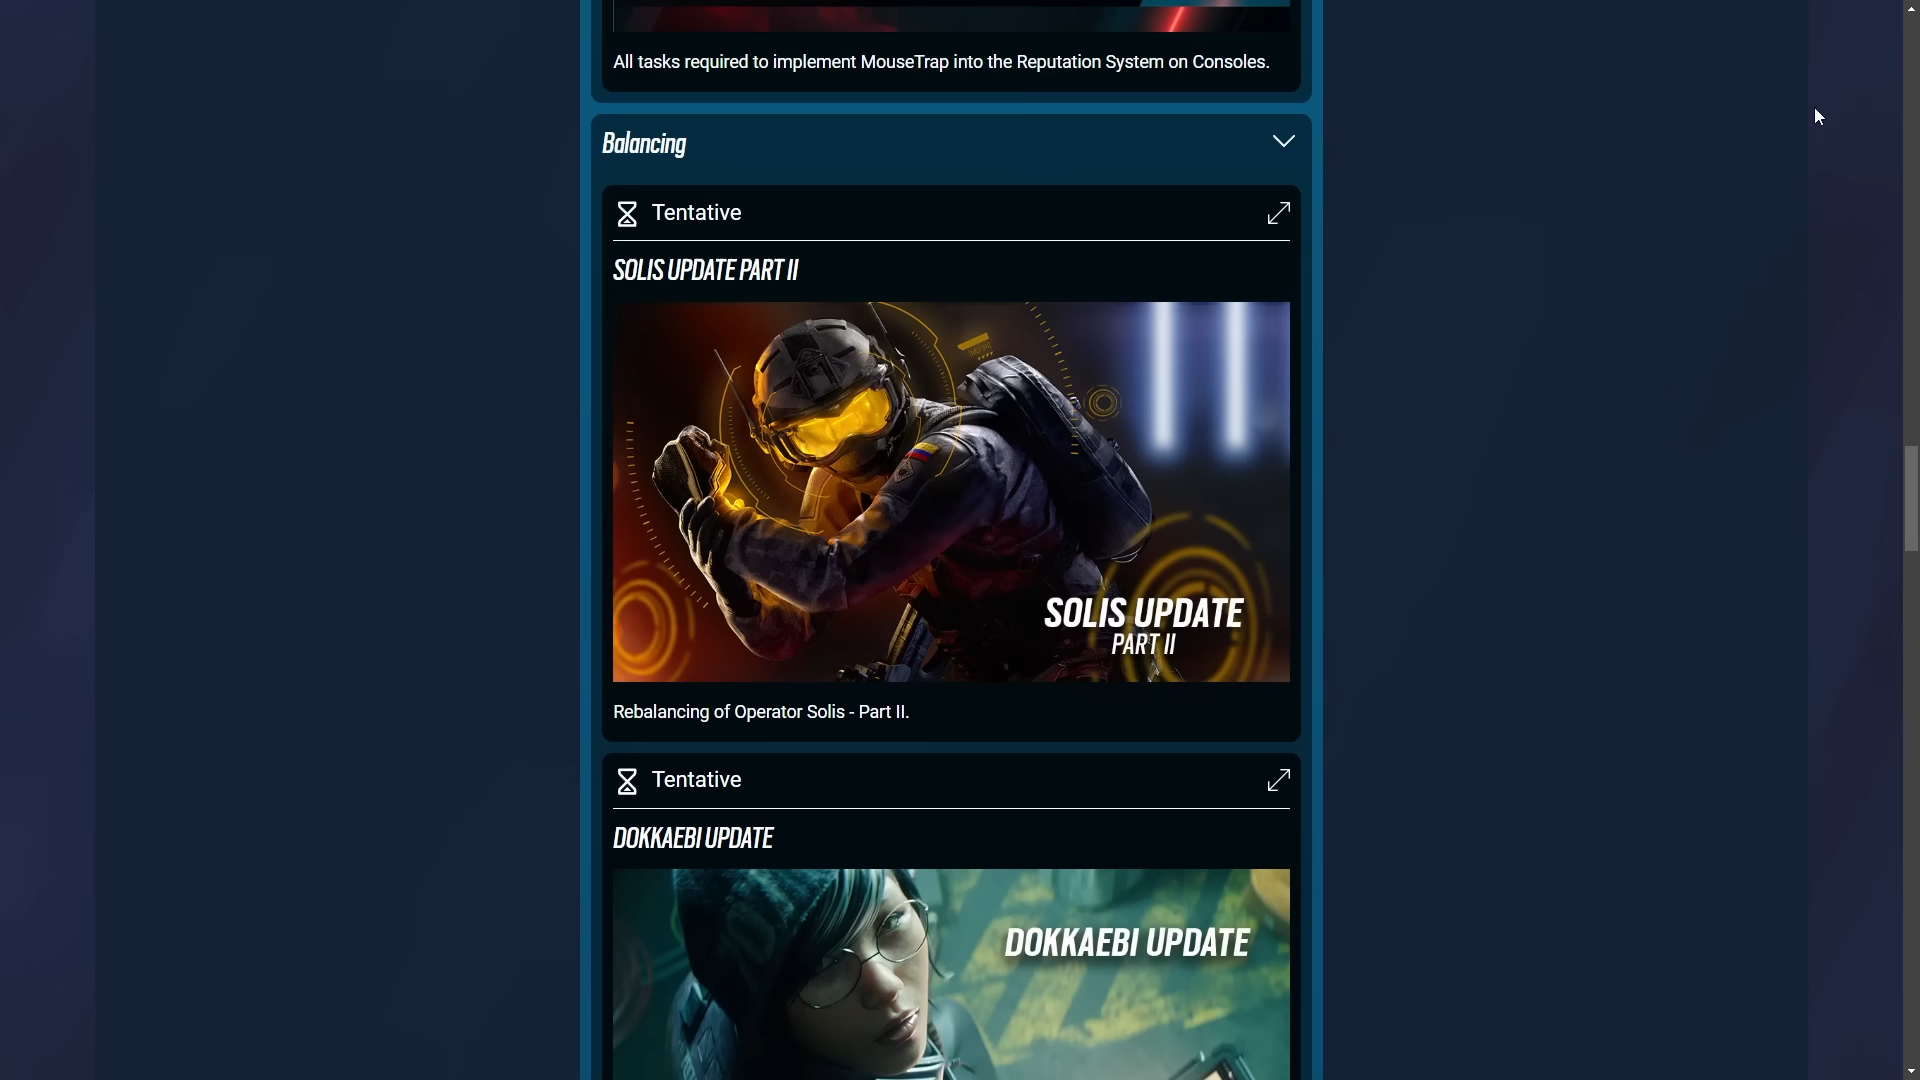 All tasks required to implement MouseTrap into the Reputation System on Consoles.
Balancing
Tentative
SOLIS UPDATE PART II
SOLIS UPDATE
PART II
Rebalancing of Operator Solis - Part II.
Tentative
DOKKAEBI UPDATE
DOKKAEBI UPDATE